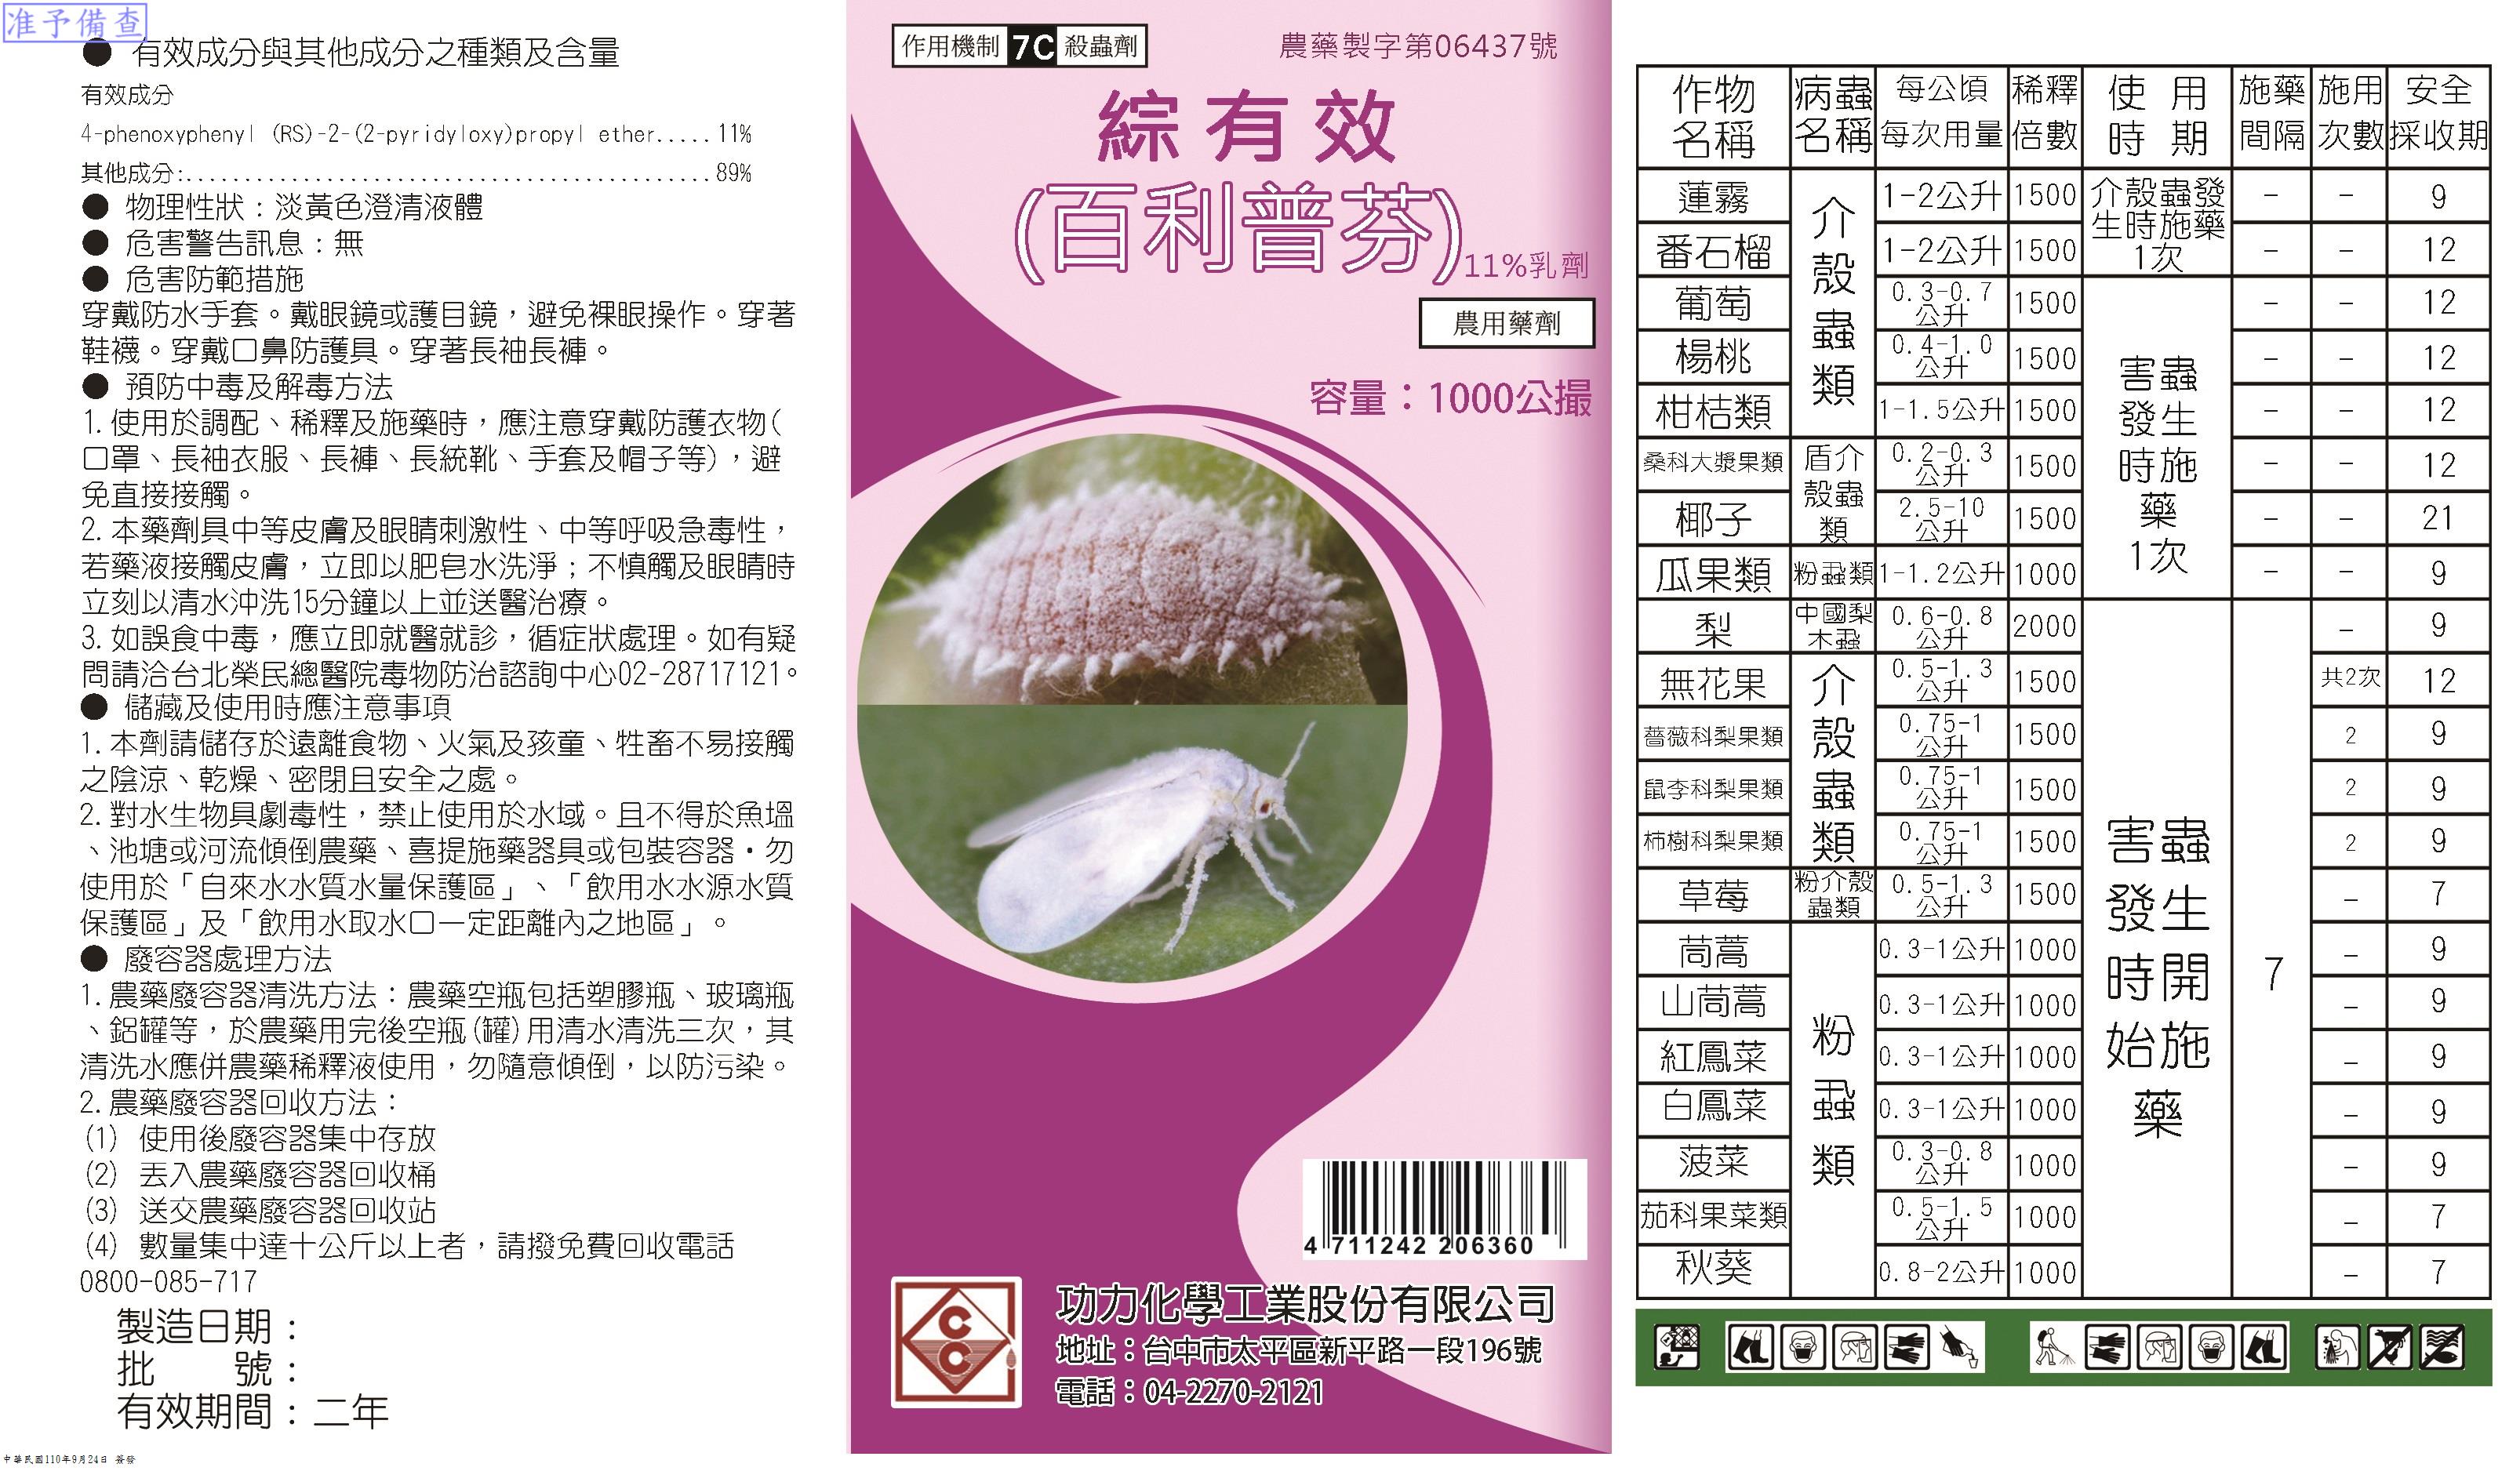 准予備查
● 有效成分與其他成分之種類及含量
有效成分
4-phenoxyphenyl (RS)-2-(2-pyridyloxy)propyl ether.....11%
其他成分:.............................................89%
● 物理性狀：淡黃色澄清液體
● 危害警告訊息：無
● 危害防範措施
穿戴防水手套。戴眼鏡或護目鏡，避免裸眼操作。穿著
鞋襪。穿戴口鼻防護具。穿著長袖長褲。
● 預防中毒及解毒方法
1.使用於調配、稀釋及施藥時，應注意穿戴防護衣物(
口罩、長袖衣服、長褲、長統靴、手套及帽子等)，避
免直接接觸。
2.本藥劑具中等皮膚及眼睛刺激性、中等呼吸急毒性，
若藥液接觸皮膚，立即以肥皂水洗淨；不慎觸及眼睛時
立刻以清水沖洗15分鐘以上並送醫治療。
3.如誤食中毒，應立即就醫就診，循症狀處理。如有疑
問請洽台北榮民總醫院毒物防治諮詢中心02-28717121。
● 儲藏及使用時應注意事項
1.本劑請儲存於遠離食物、火氣及孩童、牲畜不易接觸
之陰涼、乾燥、密閉且安全之處。
2.對水生物具劇毒性，禁止使用於水域。且不得於魚塭
、池塘或河流傾倒農藥、喜提施藥器具或包裝容器‧勿
使用於「自來水水質水量保護區」、「飲用水水源水質
保護區」及「飲用水取水口一定距離內之地區」。
● 廢容器處理方法
1.農藥廢容器清洗方法：農藥空瓶包括塑膠瓶、玻璃瓶
、鋁罐等，於農藥用完後空瓶(罐)用清水清洗三次，其
清洗水應併農藥稀釋液使用，勿隨意傾倒，以防污染。
2.農藥廢容器回收方法：
(1) 使用後廢容器集中存放
(2) 丟入農藥廢容器回收桶
(3) 送交農藥廢容器回收站
(4) 數量集中達十公斤以上者，請撥免費回收電話
0800-085-717
製造日期：
批 號：
有效期間：二年
中華民國110年9月24日 簽發
作用機制 7C 殺蟲劑
農藥製字第06437號
綜有效
(百利普芬)
11%乳劑
農用藥劑
容量：1000公撮
4 711242 206360
C C
功力化學工業股份有限公司
地址：台中市太平區新平路一段196號
電話：04-2270-2121
作物名稱 病蟲名稱 每公頃每次用量 稀釋倍數 使用時期 施藥間隔 施用次數 安全採收期
蓮霧 介殼蟲類 1-2公升 1500 介殼蟲發生時施藥1次 - - 9
番石榴 1-2公升 1500 - - 12
葡萄 0.3-0.7公升 1500 害蟲發生時施藥1次 - - 12
楊桃 0.4-1.0公升 1500 - - 12
柑桔類 1-1.5公升 1500 - - 12
桑科大漿果類 盾介殼蟲類 0.2-0.3公升 1500 - - 12
椰子 2.5-10公升 1500 - - 21
瓜果類 粉蝨類 1-1.2公升 1000 - - 9
梨 中國梨木蝨 0.6-0.8公升 2000 害蟲發生時開始施藥 7 - 9
無花果 介殼蟲類 0.5-1.3公升 1500 共2次 12
薔薇科梨果類 0.75-1公升 1500 2 9
鼠李科梨果類 0.75-1公升 1500 2 9
柿樹科梨果類 0.75-1公升 1500 2 9
草莓 粉介殼蟲類 0.5-1.3公升 1500 - 7
茼蒿 粉蝨類 0.3-1公升 1000 - 9
山茼蒿 0.3-1公升 1000 - 9
紅鳳菜 0.3-1公升 1000 - 9
白鳳菜 0.3-1公升 1000 - 9
菠菜 0.3-0.8公升 1000 - 9
茄科果菜類 0.5-1.5公升 1000 - 7
秋葵 0.8-2公升 1000 - 7